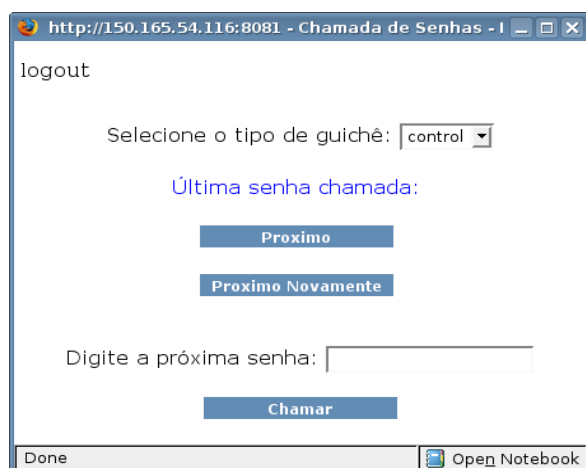 http://150.165.54.116:8081 - Chamada de Senhas -
logout
Selecione o tipo de guichê: control
Última senha chamada:
Proximo
Proximo Novamente
Digite a próxima senha:
Chamar
Done
Open Notebook